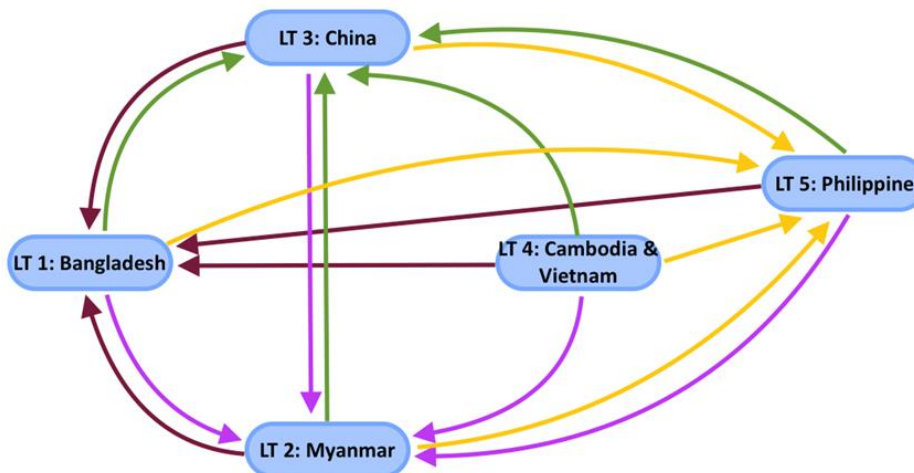 LT 3: China
LT 5: Philippine
LT 1: Bangladesh
LT 4: Cambodia &
Vietnam
LT 2: Myanmar